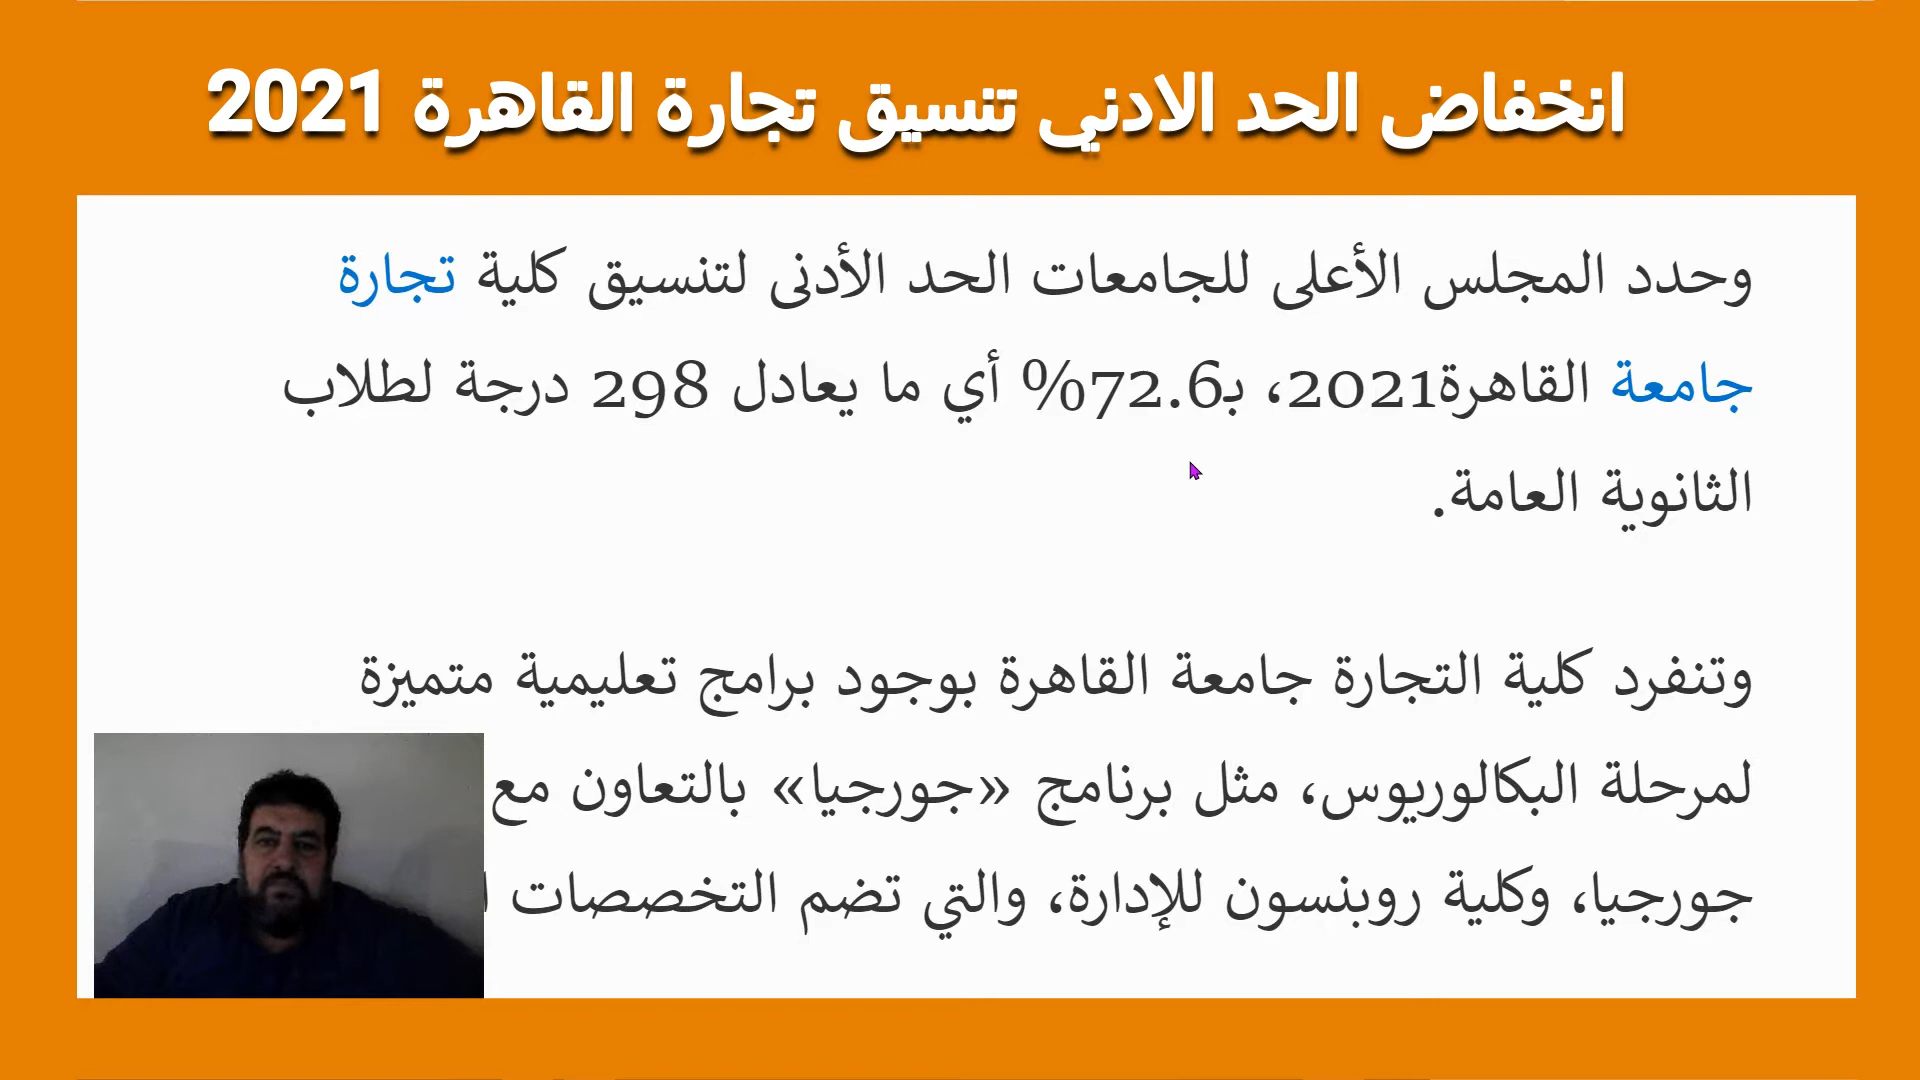 انخفاض الحد الادني تنسيق تجارة القاهرة 2021
وحدد المجلس الأعلى للجامعات الحد الأدنى لتنسيق كلية تجارة
جامعة القاهرة2021، بـ72.6% أي ما يعادل 298 درجة لطلاب
الثانوية العامة.
وتنفرد كلية التجارة جامعة القاهرة بوجود برامج تعليمية متميزة
لمرحلة البكالوريوس، مثل برنامج «جورجيا» بالتعاون مع
جورجيا، وكلية روبنسون للإدارة، والتي تضم التخصصات